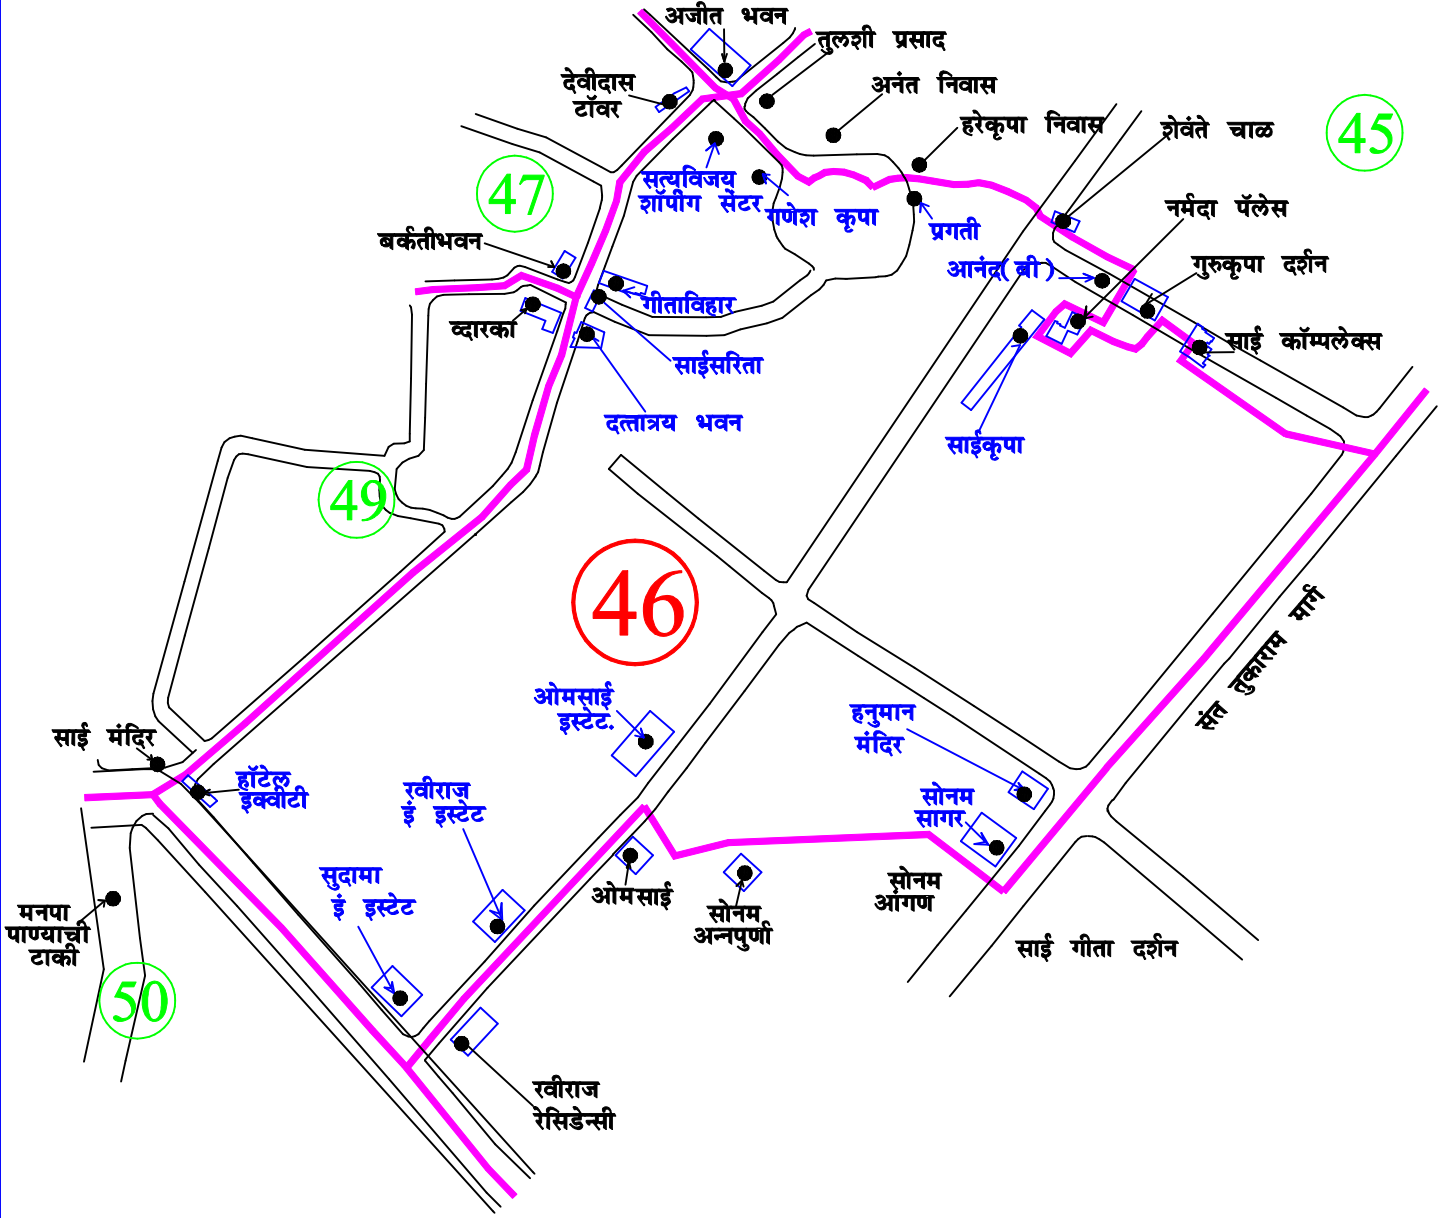 अजीत भवन
तुलशी प्रसाद
देवीदास
टॉवर
अनंत निवास
हरेकृपा निवास
शेवंते चाळ
45
47
सत्यविजय
शॉपीग सेंटर
गणेश कृपा
नर्मदा पॅलेस
प्रगती
बर्कतीभवन
आनंद( बी )
गुरुकृपा दर्शन
गीताविहार
व्दारका
साई कॉम्पलेक्स
साईसरिता
दत्तात्रय भवन
साईकृपा
49
46
संत तुकाराम मार्ग
ओमसाई
इस्टेट.
हनुमान
मंदिर
साई मंदिर
हॉटेल
इक्वीटी
रवीराज
इं इस्टेट
सोनम
सागर
सुदामा
इं इस्टेट
ओमसाई
सोनम
अन्नपुर्णा
सोनम
आंगण
मनपा
पाण्याची
टाकी
साई गीता दर्शन
50
रवीराज
रेसिडेन्सी